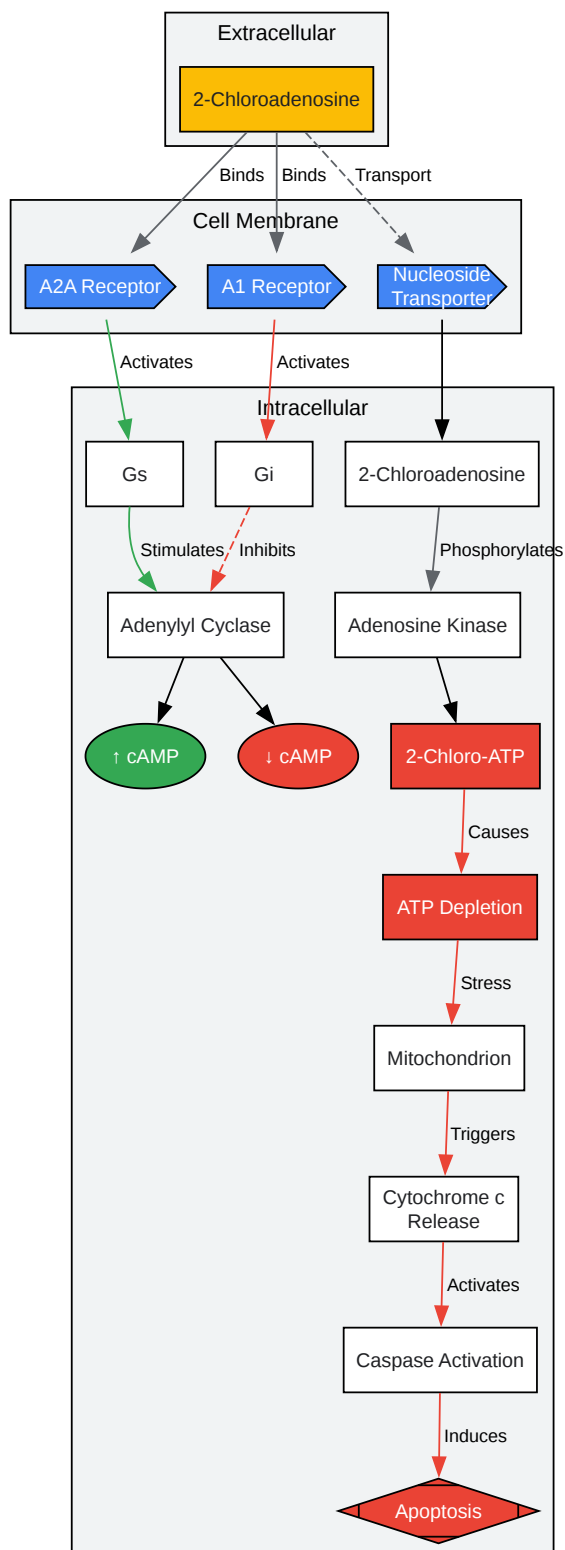 Extracellular
2-Chloroadenosine
Binds
Binds
Transport
Cell Membrane
A2A Receptor
A1 Receptor
Nucleoside
Transporter
Activates
Activates
Intracellular
Gs
Gi
2-Chloroadenosine
Stimulates
Inhibits
Phosphorylates
Adenylyl Cyclase
Adenosine Kinase
↑ cAMP
↓ cAMP
2-Chloro-ATP
Causes
ATP Depletion
Stress
Mitochondrion
Triggers
Cytochrome c
Release
Activates
Caspase Activation
Induces
Apoptosis